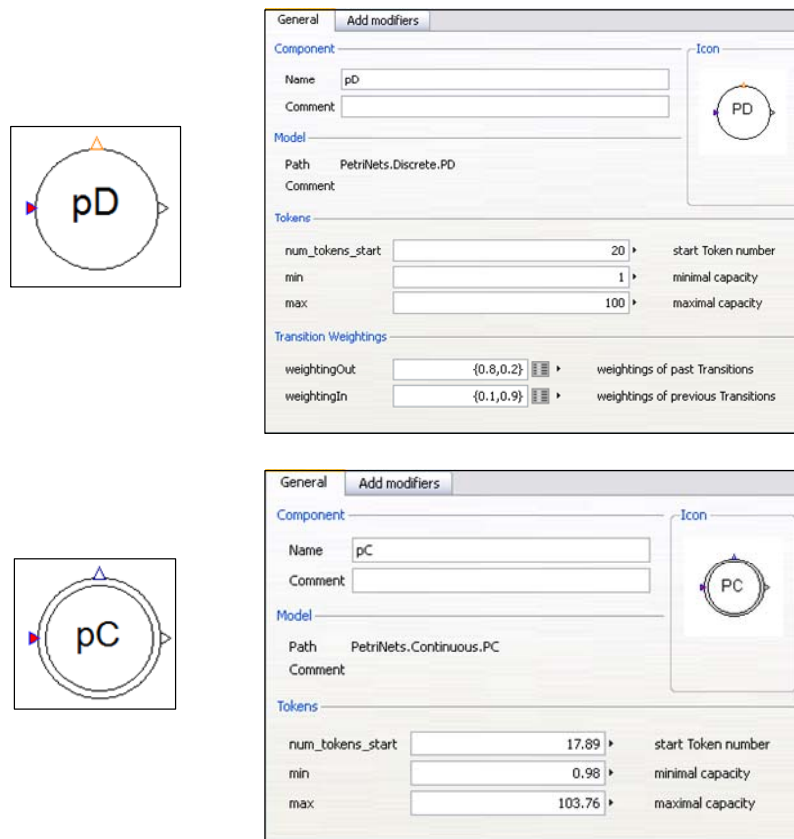 pD
General Add modifiers
Component
Icon
Name pD
PD
Comment
Model
Path PetriNets.Discrete.PD
Comment
Tokens
num_tokens_start 20 start Token number
min 1 minimal capacity
max 100 maximal capacity
Transition Weightings
weightingOut {0.8,0.2} weightings of past Transitions
weightingIn {0.1,0.9} weightings of previous Transitions
pC
General Add modifiers
Component
Icon
Name pC
Comment
PC
Model
Path PetriNets.Continuous.PC
Comment
Tokens
num_tokens_start 17.89 start Token number
min 0.98 minimal capacity
max 103.76 maximal capacity